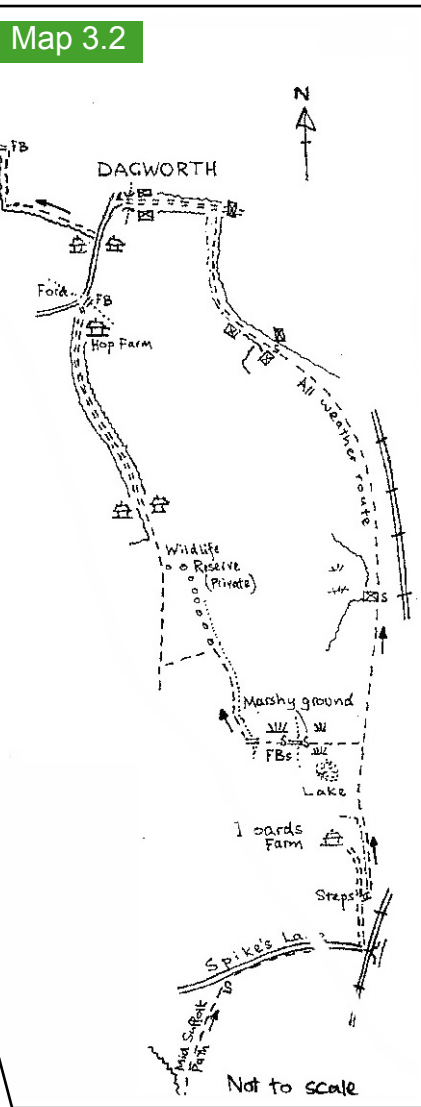 Map 3.2
N
FB
DAGWORTH
Ford
FB
Hop Farm
All weather route
Wildlife
Reserve
(Private)
S
Marshy ground
S
S
FBs
Lake
oards
Farm
Steps
Spike's La
S
Mid Suffolk
Path
Not to scale